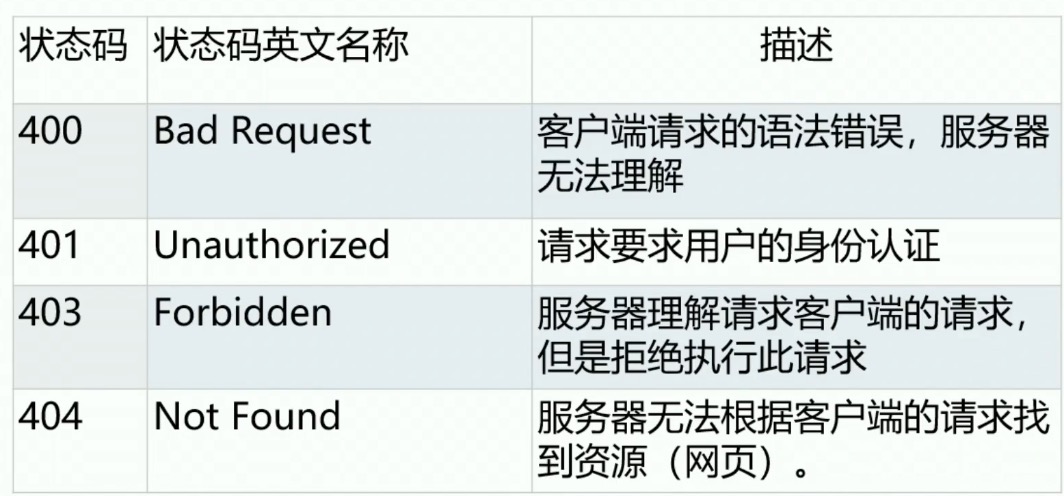 状态码 状态码英文名称 描述
400 Bad Request 客户端请求的语法错误，服务器
无法理解
401 Unauthorized 请求要求用户的身份认证
403 Forbidden 服务器理解请求客户端的请求，
但是拒绝执行此请求
404 Not Found 服务器无法根据客户端的请求找
到资源（网页）。